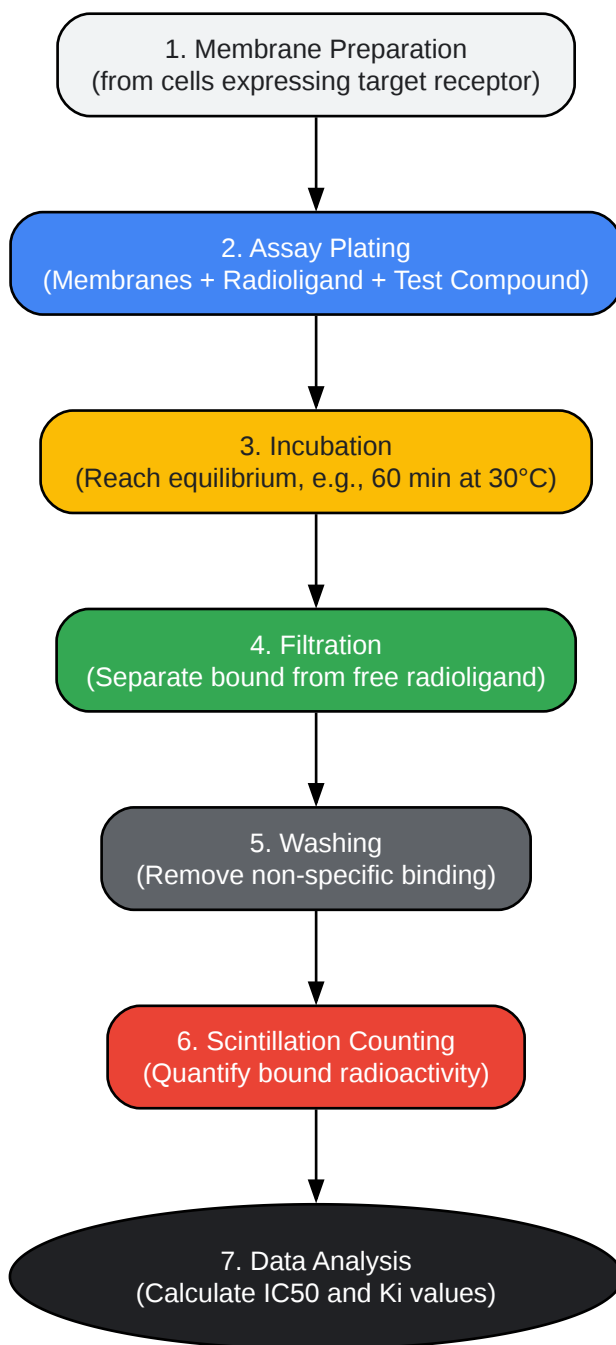 1. Membrane Preparation
(from cells expressing target receptor)
2. Assay Plating
(Membranes + Radioligand + Test Compound)
3. Incubation
(Reach equilibrium, e.g., 60 min at 30°C)
4. Filtration
(Separate bound from free radioligand)
5. Washing
(Remove non-specific binding)
6. Scintillation Counting
(Quantify bound radioactivity)
7. Data Analysis
(Calculate IC50 and Ki values)